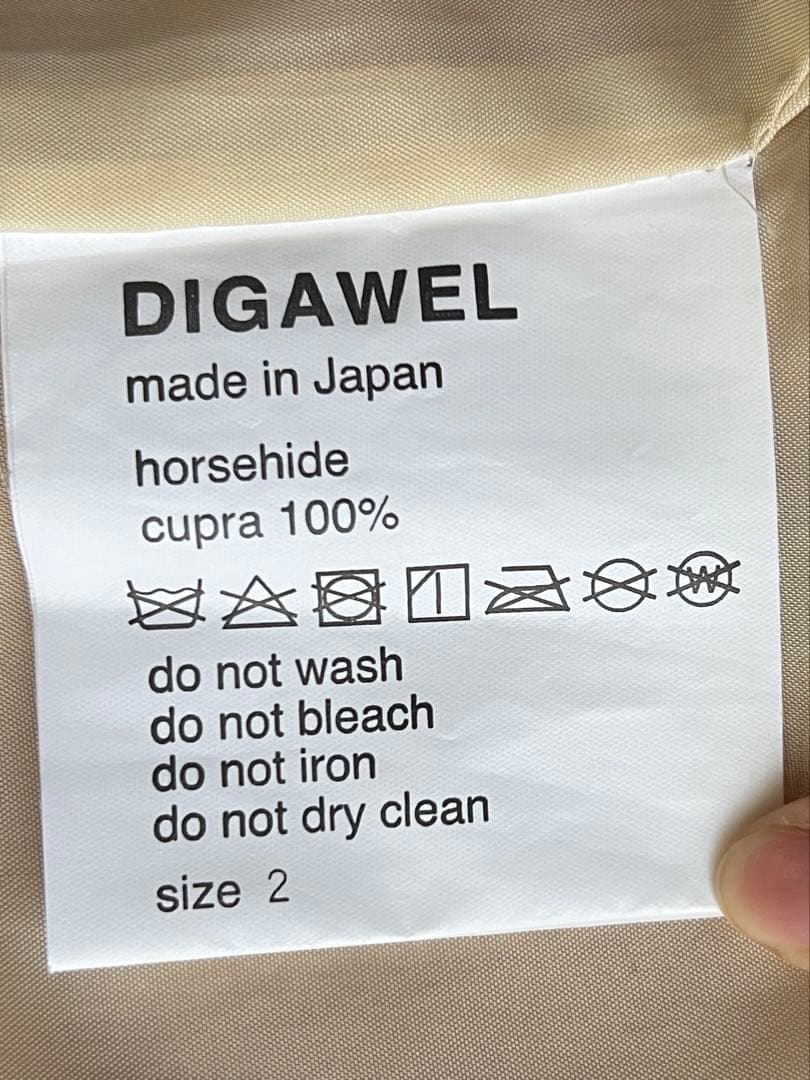 DIGAWEL
made in Japan
horsehide
cupra 100%
W
do not wash
do not bleach
do not iron
do not dry clean
size 2